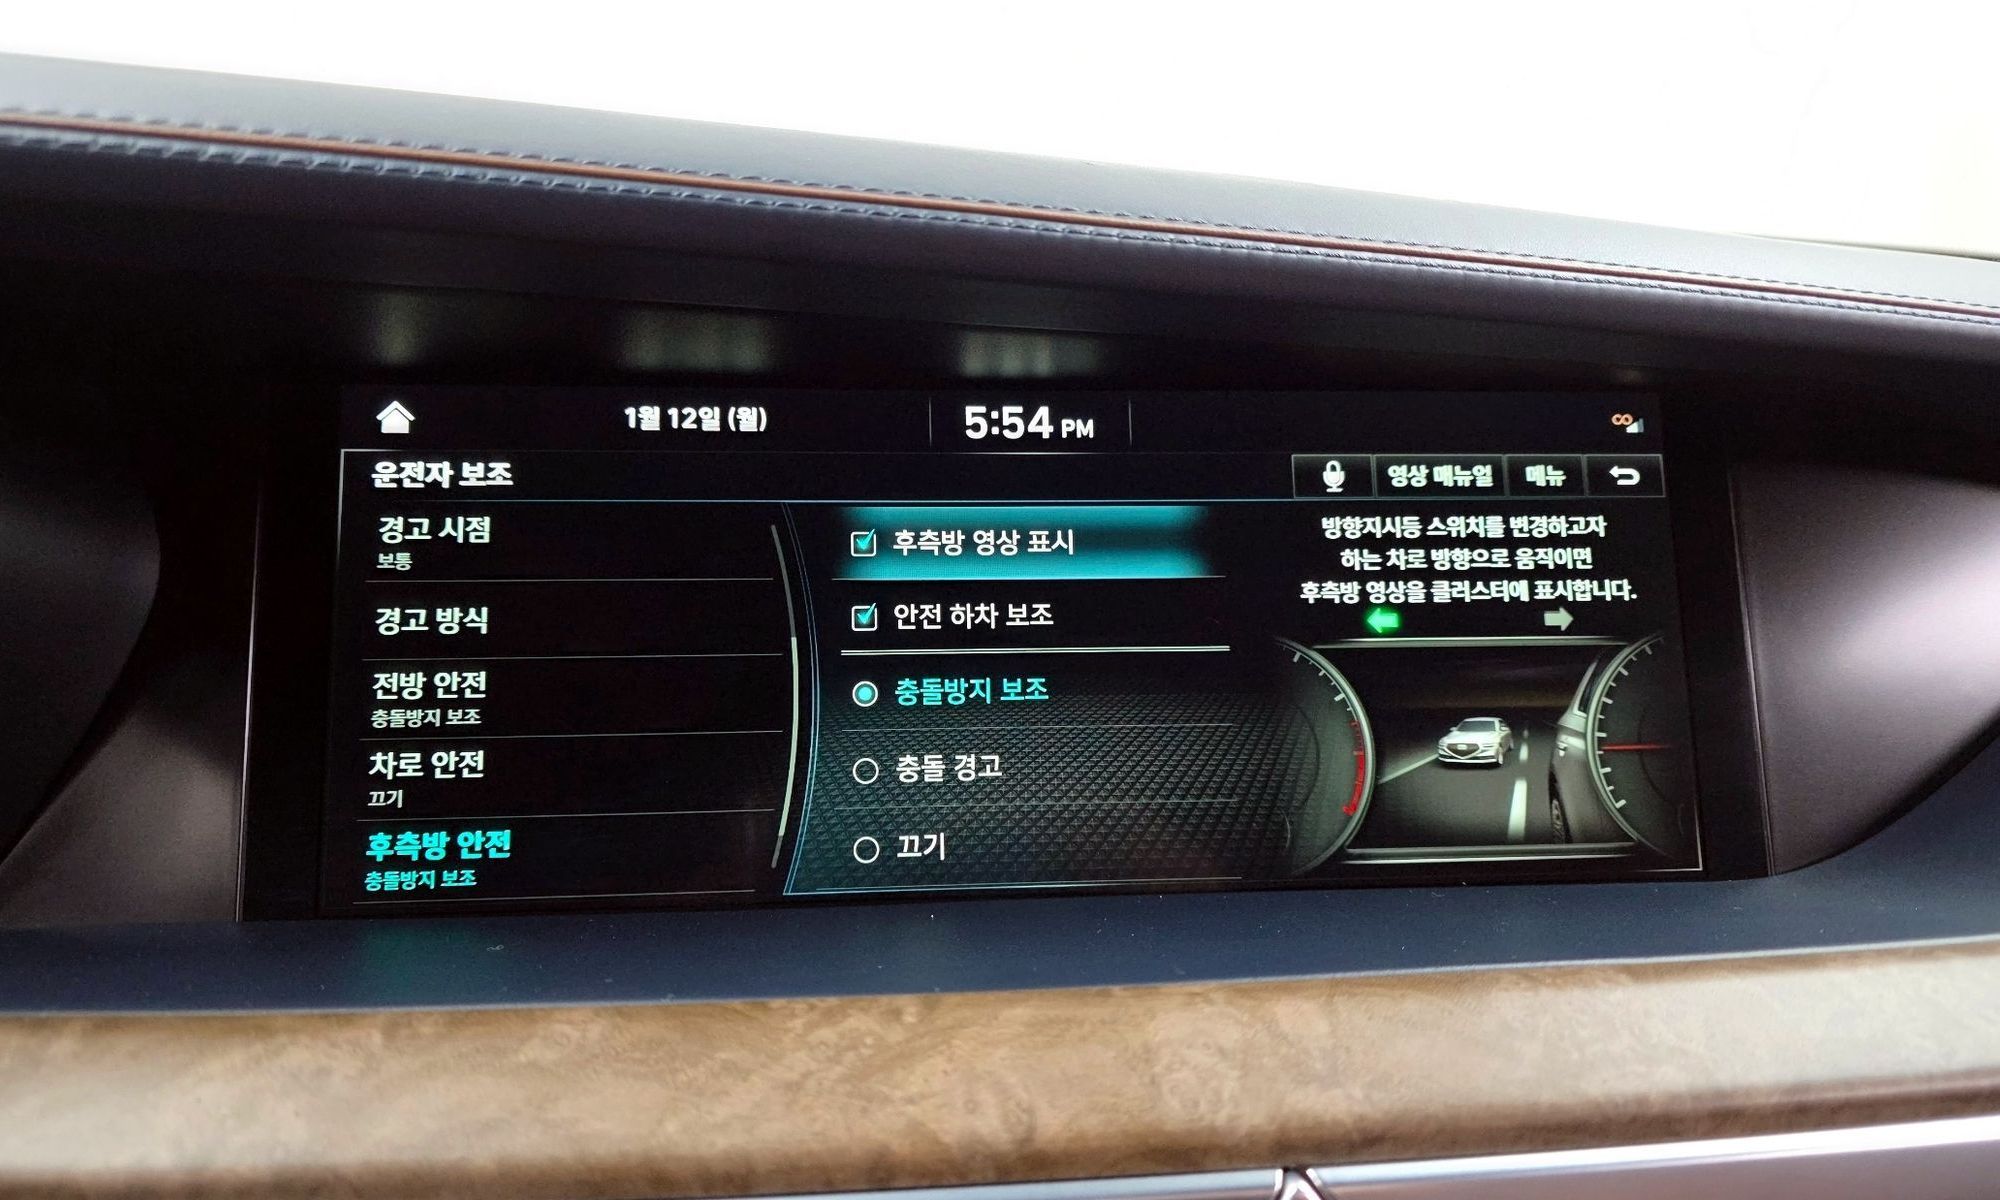 1월 12일 (월)
5:54 PM
운전자 보조
영상 매뉴얼
메뉴
경고 시점
보통
경고 방식
전방 안전
충돌방지 보조
차로 안전
끄기
후측방 안전
충돌방지 보조
후측방 영상 표시
안전 하차 보조
충돌방지 보조
충돌 경고
끄기
방향지시등 스위치를 변경하고자
하는 차로 방향으로 움직이면
후측방 영상을 클러스터에 표시합니다.